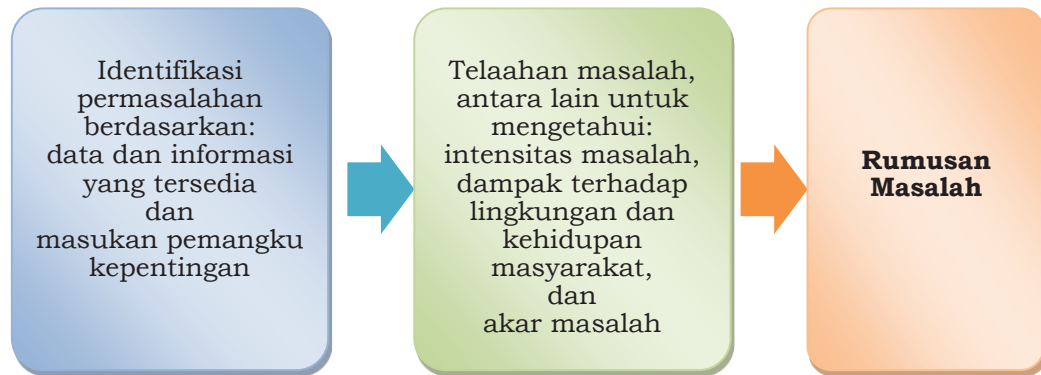 Identifikasi
permasalahan
berdasarkan:
data dan informasi
yang tersedia
dan
masukan pemangku
kepentingan
Telaahan masalah,
antara lain untuk
mengetahui:
intensitas masalah,
dampak terhadap
lingkungan dan
kehidupan
masyarakat,
dan
akar masalah
Rumusan
Masalah